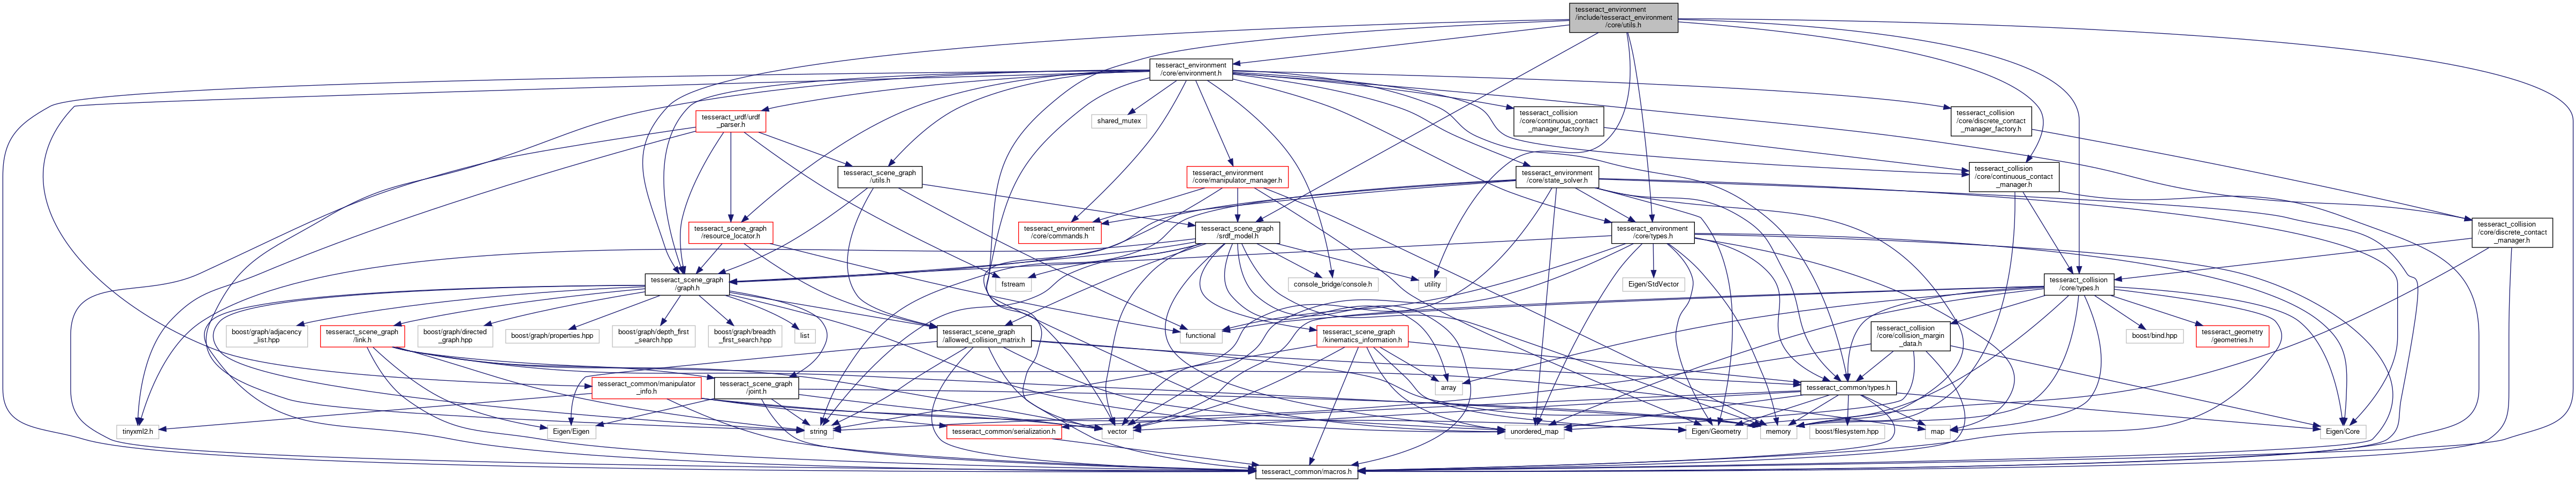 tesseract_environment
/include/tesseract_environment
/core/utils.h
tesseract_environment
/core/environment.h
tesseract_urdf/urdf
_parser.h
shared_mutex
tesseract_collision
/core/continuous_contact
_manager_factory.h
tesseract_collision
/core/discrete_contact
_manager_factory.h
tesseract_scene_graph
/utils.h
tesseract_environment
/core/manipulator_manager.h
tesseract_environment
/core/state_solver.h
tesseract_collision
/core/continuous_contact
_manager.h
tesseract_scene_graph
/resource_locator.h
tesseract_environment
/core/commands.h
tesseract_scene_graph
/srdf_model.h
tesseract_environment
/core/types.h
tesseract_collision
/core/discrete_contact
_manager.h
tesseract_scene_graph
/graph.h
fstream
console_bridge/console.h
utility
Eigen/StdVector
tesseract_collision
/core/types.h
boost/graph/adjacency
_list.hpp
tesseract_scene_graph
/link.h
boost/graph/directed
_graph.hpp
boost/graph/properties.hpp
boost/graph/depth_first
_search.hpp
boost/graph/breadth
_first_search.hpp
list
tesseract_scene_graph
/allowed_collision_matrix.h
functional
tesseract_scene_graph
/kinematics_information.h
tesseract_collision
/core/collision_margin
_data.h
boost/bind.hpp
tesseract_geometry
/geometries.h
tesseract_common/manipulator
_info.h
tesseract_scene_graph
/joint.h
array
tesseract_common/types.h
tinyxml2.h
Eigen/Eigen
string
tesseract_common/serialization.h
vector
unordered_map
Eigen/Geometry
memory
boost/filesystem.hpp
map
Eigen/Core
tesseract_common/macros.h